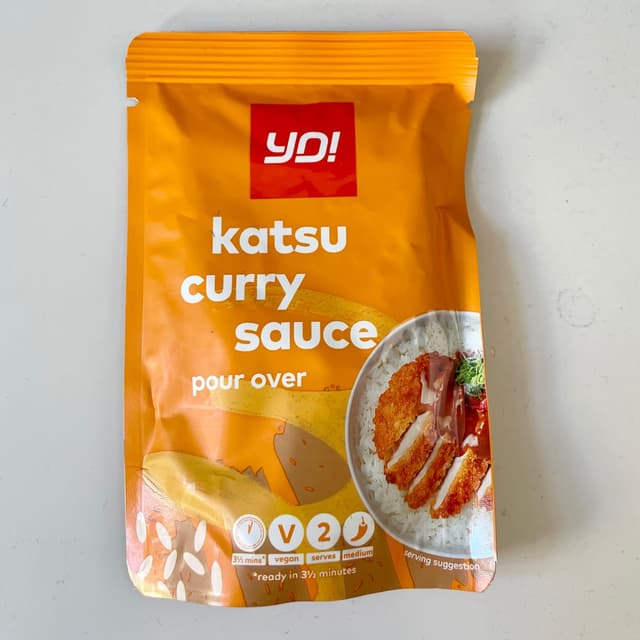 YO!
katsu
curry
sauce
pour over
3½ mins*
V
vegan
2
serves
medium
serving suggestion
*ready in 3½ minutes